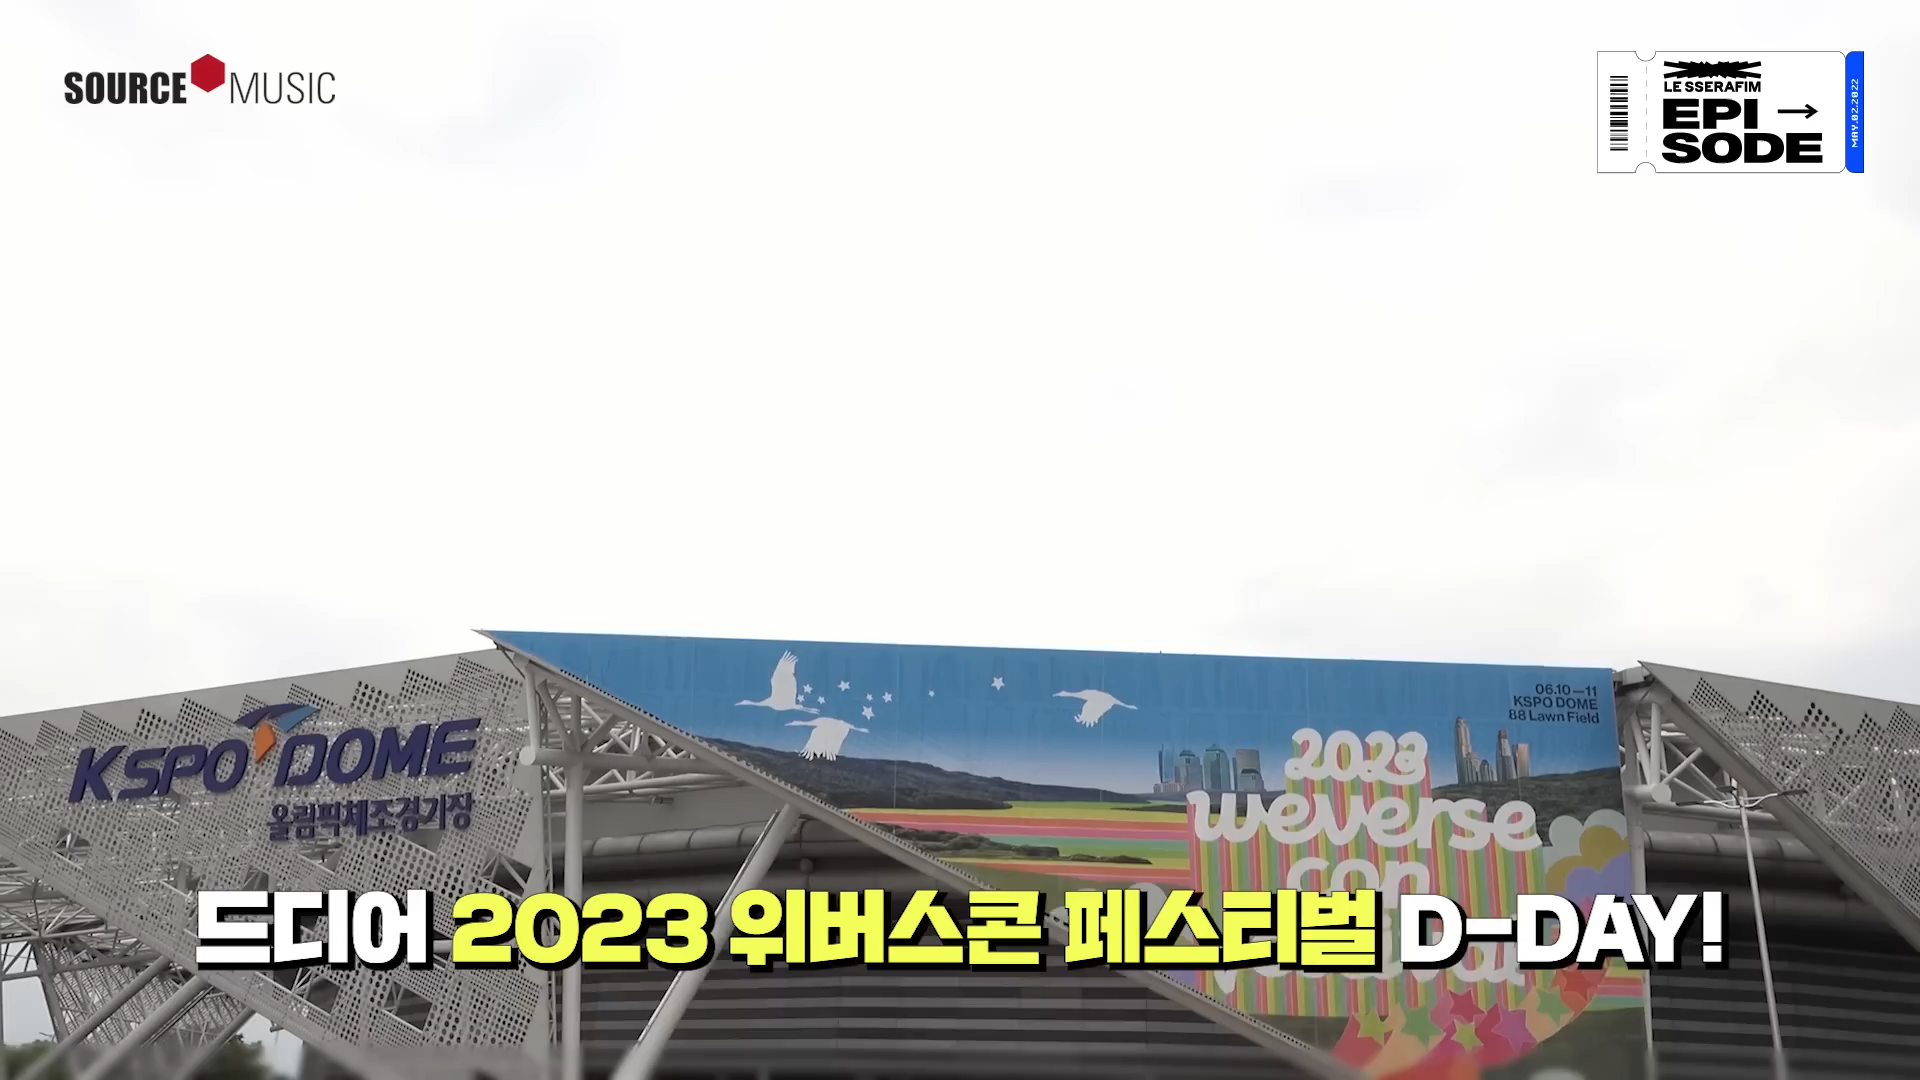 SOURCE MUSIC
LE SSERAFIM
EPI →
SODE
MAY.02.2022
KSPO DOME
올림픽체조경기장
06.10—11
KSPO DOME
88 Lawn Field
2023
weverse
con
festival
드디어 2023 위버스콘 페스티벌 D-DAY!